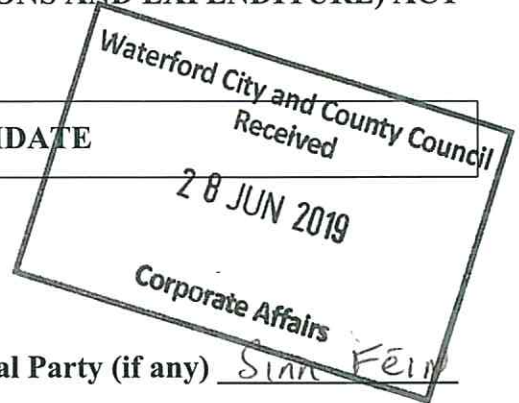 ONS AND EXPENDITURE) ACT
IDATE
Waterford City and County Council
Received
28 JUN 2019
Corporate Affairs
al Party (if any) Sinn Féin